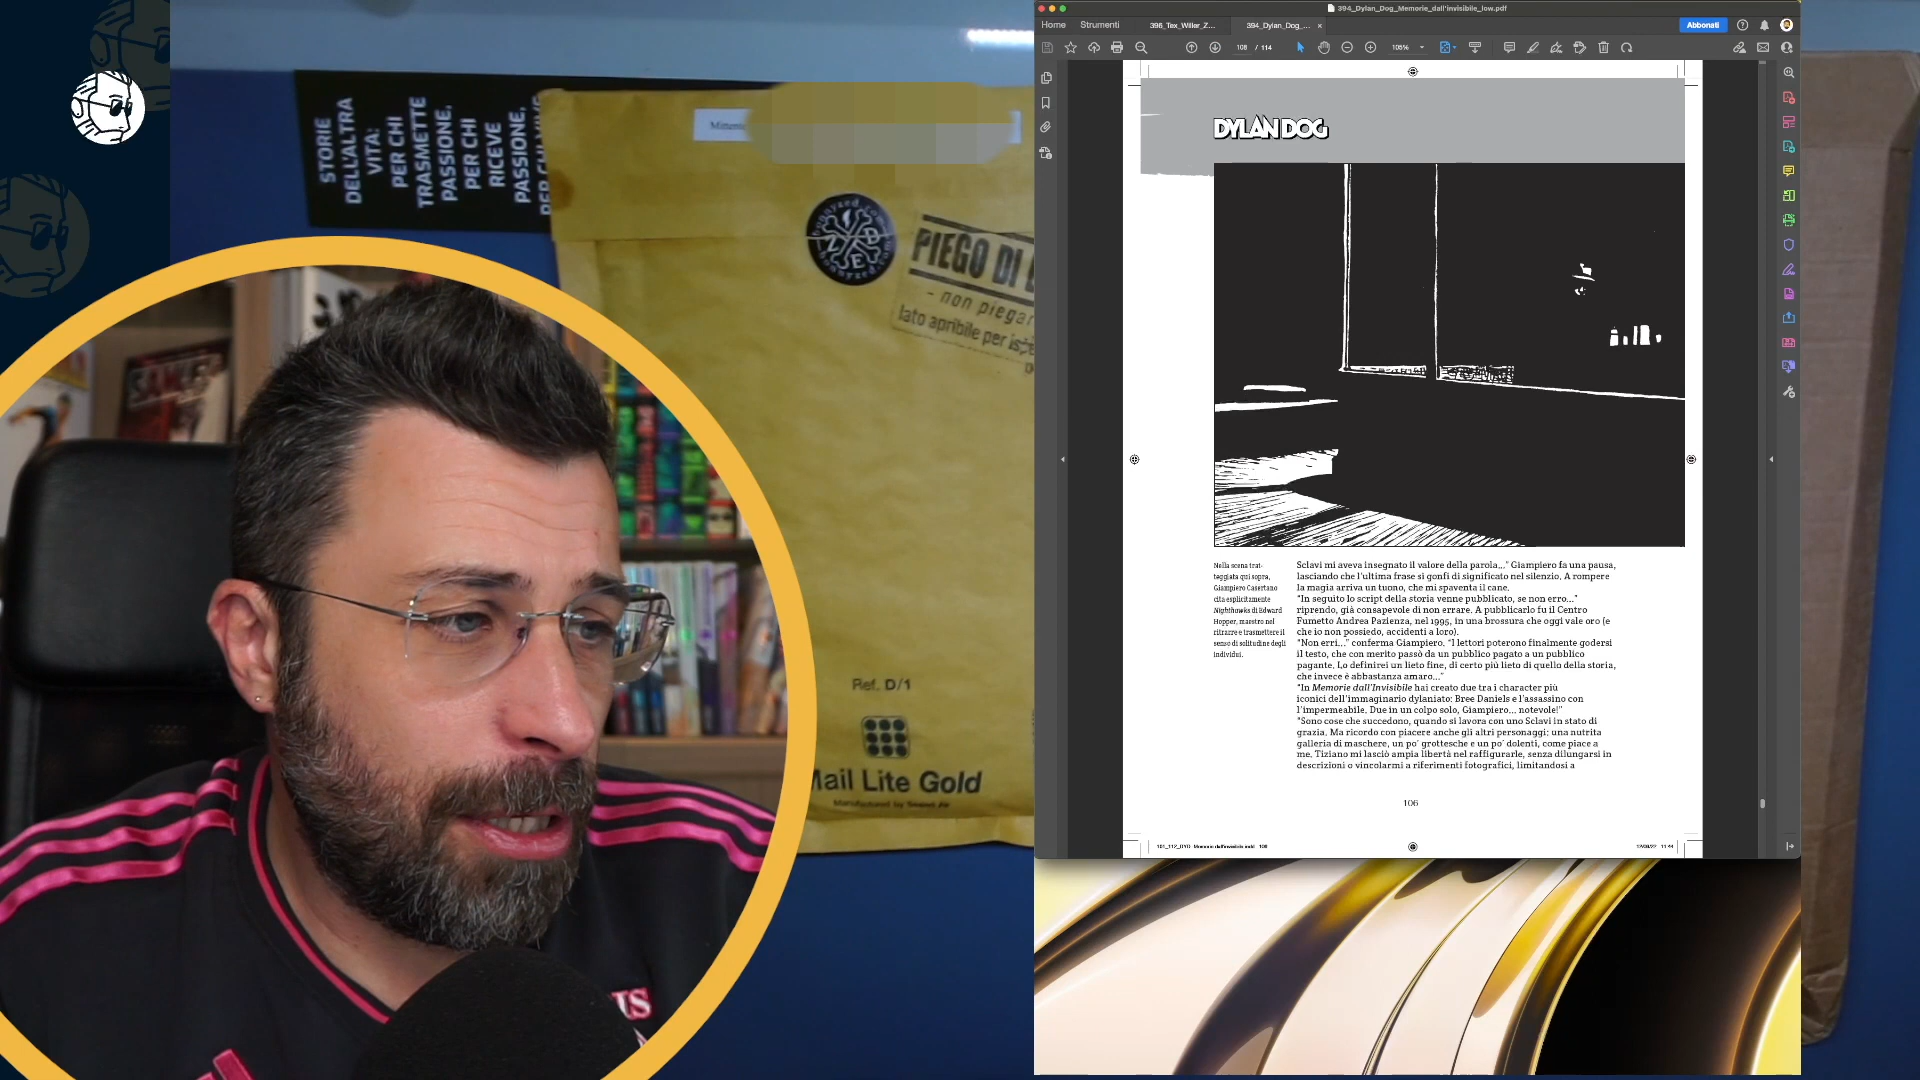 STORIE
DELL'ALTRA
VITA:
PER CHI
TRASMETTE
PASSIONE,
PER CHI
RICEVE
PASSIONE,
PIEGO DI
- non piegar
lato apribile per
Ref. D/1
Mail Lite Gold
Manufactured by Sealed Air
394_Dylan_Dog_Memorie_dall'invisibile_low.pdf
Home
Strumenti
396_Tex_Willer_Z...
394_Dylan_Dog_...
Abbonati
108 / 114
105%
DYLAN DOG
Nella scena trat-
teggiata qui sopra,
Giampiero Casertano
cita esplicitamente
Nighthawks di Edward
Hopper, maestro nel
ritrarre e trasmettere il
senso di solitudine degli
individui.
Sclavi mi aveva insegnato il valore della parola..." Giampiero fa una pausa,
lasciando che l'ultima frase si gonfi di significato nel silenzio. A rompere
la magia arriva un tuono, che mi spaventa il cane.
"In seguito lo script della storia venne pubblicato, se non erro..."
riprendo, già consapevole di non errare. A pubblicarlo fu il Centro
Fumetto Andrea Pazienza, nel 1995, in una brossura che oggi vale oro (e
che io non possiedo, accidenti a loro).
"Non erri..." conferma Giampiero. "I lettori poterono finalmente godersi
il testo, che con merito passò da un pubblico pagato a un pubblico
pagante. Lo definirei un lieto fine, di certo più lieto di quello della storia,
che invece è abbastanza amaro..."
"In Memorie dall'Invisibile hai creato due tra i character più
iconici dell'immaginario dylaniato: Bree Daniels e l'assassino con
l'impermeabile. Due in un colpo solo, Giampiero... notevole!"
"Sono cose che succedono, quando si lavora con uno Sclavi in stato di
grazia. Ma ricordo con piacere anche gli altri personaggi: una nutrita
galleria di maschere, un po' grottesche e un po' dolenti, come piace a
me. Tiziano mi lasciò ampia libertà nel raffigurarle, senza dilungarsi in
descrizioni o vincolarmi a riferimenti fotografici, limitandosi a
106